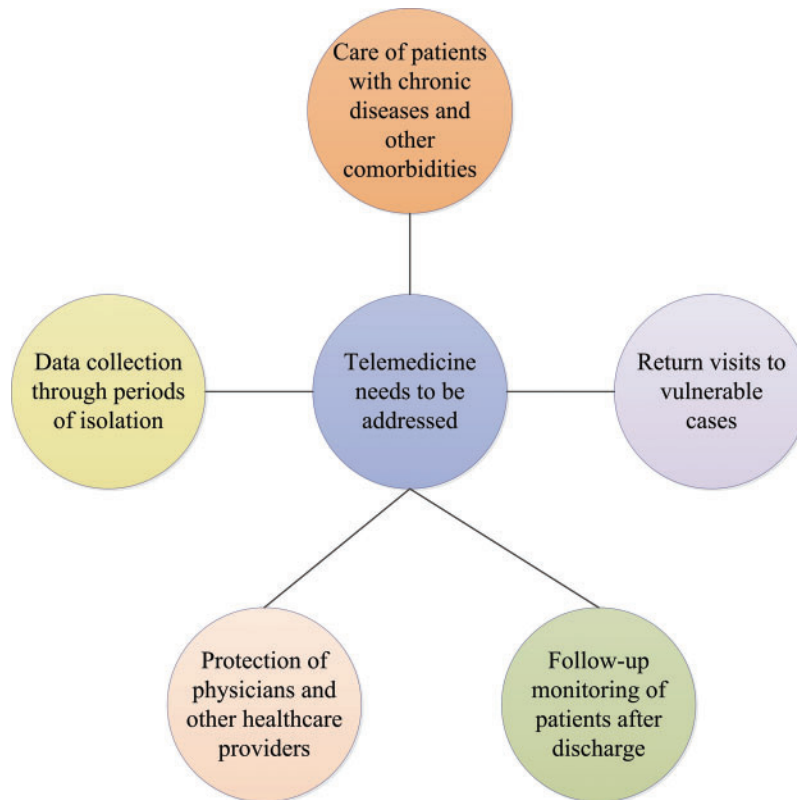 Care of patients
with chronic
diseases and
other
comorbidities
Data collection
through periods
of isolation
Telemedicine
needs to be
addressed
Return visits to
vulnerable
cases
Protection of
physicians and
other healthcare
providers
Follow-up
monitoring of
patients after
discharge